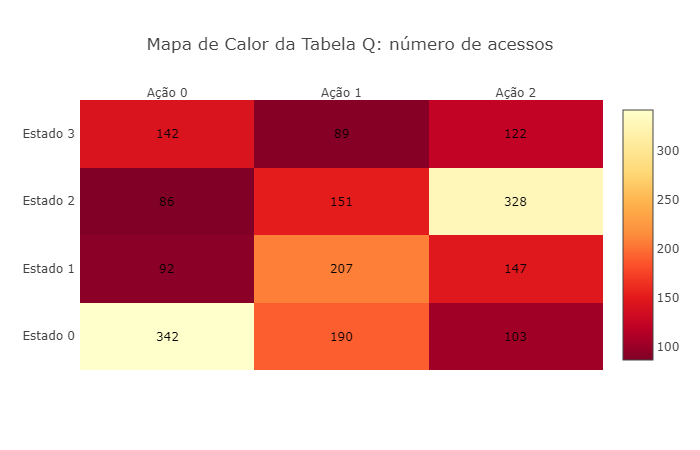 Mapa de Calor da Tabela Q: número de acessos
Ação 0 Ação 1 Ação 2
Estado 3 142 89 122
Estado 2 86 151 328
Estado 1 92 207 147
Estado 0 342 190 103
300
250
200
150
100